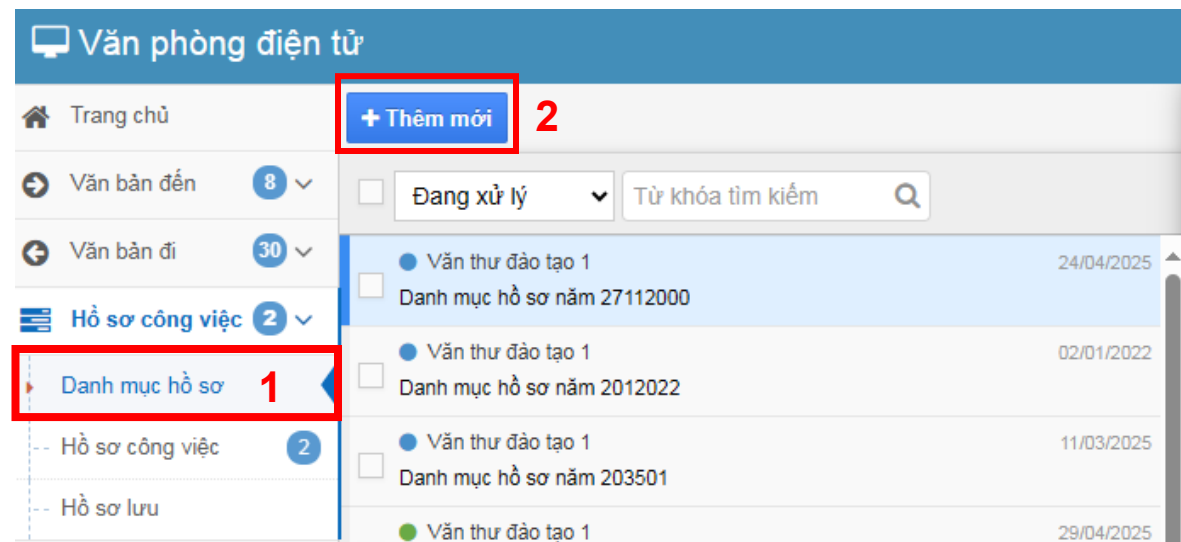 Văn phòng điện tử
Trang chủ
Văn bản đến 8
Văn bản đi 30
Hồ sơ công việc 2
Danh mục hồ sơ 1
Hồ sơ công việc 2
Hồ sơ lưu
+ Thêm mới 2
Đang xử lý Từ khóa tìm kiếm
Văn thư đào tạo 1 24/04/2025
Danh mục hồ sơ năm 27112000
Văn thư đào tạo 1 02/01/2022
Danh mục hồ sơ năm 2012022
Văn thư đào tạo 1 11/03/2025
Danh mục hồ sơ năm 203501
Văn thư đào tạo 1 29/04/2025